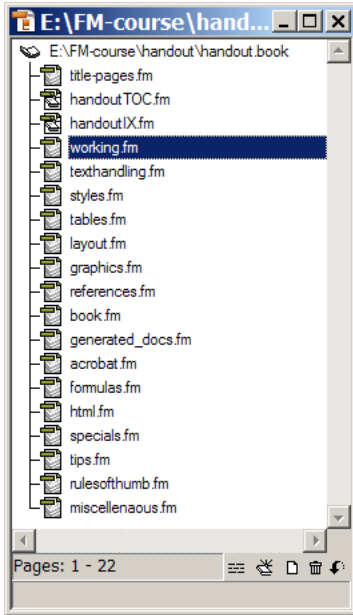 E:\FM-course\hand...
E:\FM-course\handout\handout.book
title-pages.fm
handoutTOC.fm
handoutIX.fm
working.fm
texthandling.fm
styles.fm
tables.fm
layout.fm
graphics.fm
references.fm
book.fm
generated_docs.fm
acrobat.fm
formulas.fm
html.fm
specials.fm
tips.fm
rulesofthumb.fm
miscellenaous.fm
Pages: 1 - 22